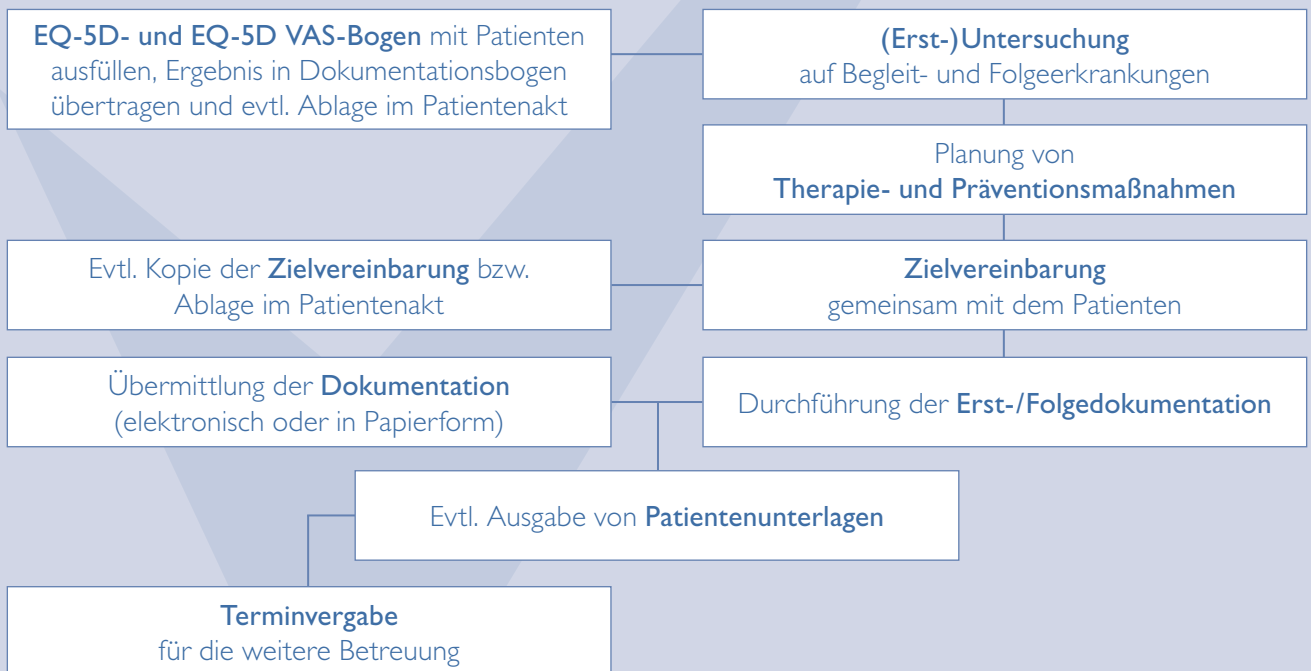 EQ-5D- und EQ-5D VAS-Bogen mit Patienten
ausfüllen, Ergebnis in Dokumentationsbogen
übertragen und evtl. Ablage im Patientenakt
(Erst-)Untersuchung
auf Begleit- und Folgeerkrankungen
Planung von
Therapie- und Präventionsmaßnahmen
Evtl. Kopie der Zielvereinbarung bzw.
Ablage im Patientenakt
Zielvereinbarung
gemeinsam mit dem Patienten
Übermittlung der Dokumentation
(elektronisch oder in Papierform)
Durchführung der Erst-/Folgedokumentation
Evtl. Ausgabe von Patientenunterlagen
Terminvergabe
für die weitere Betreuung